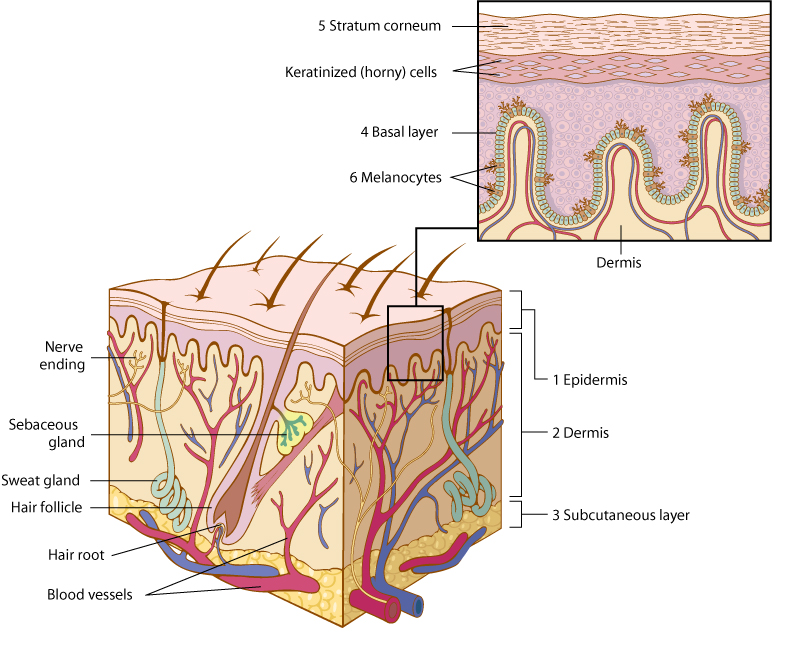 5 Stratum corneum
Keratinized (horny) cells
4 Basal layer
6 Melanocytes
Dermis
Nerve
ending
Sebaceous
gland
Sweat gland
Hair follicle
Hair root
Blood vessels
1 Epidermis
2 Dermis
3 Subcutaneous layer